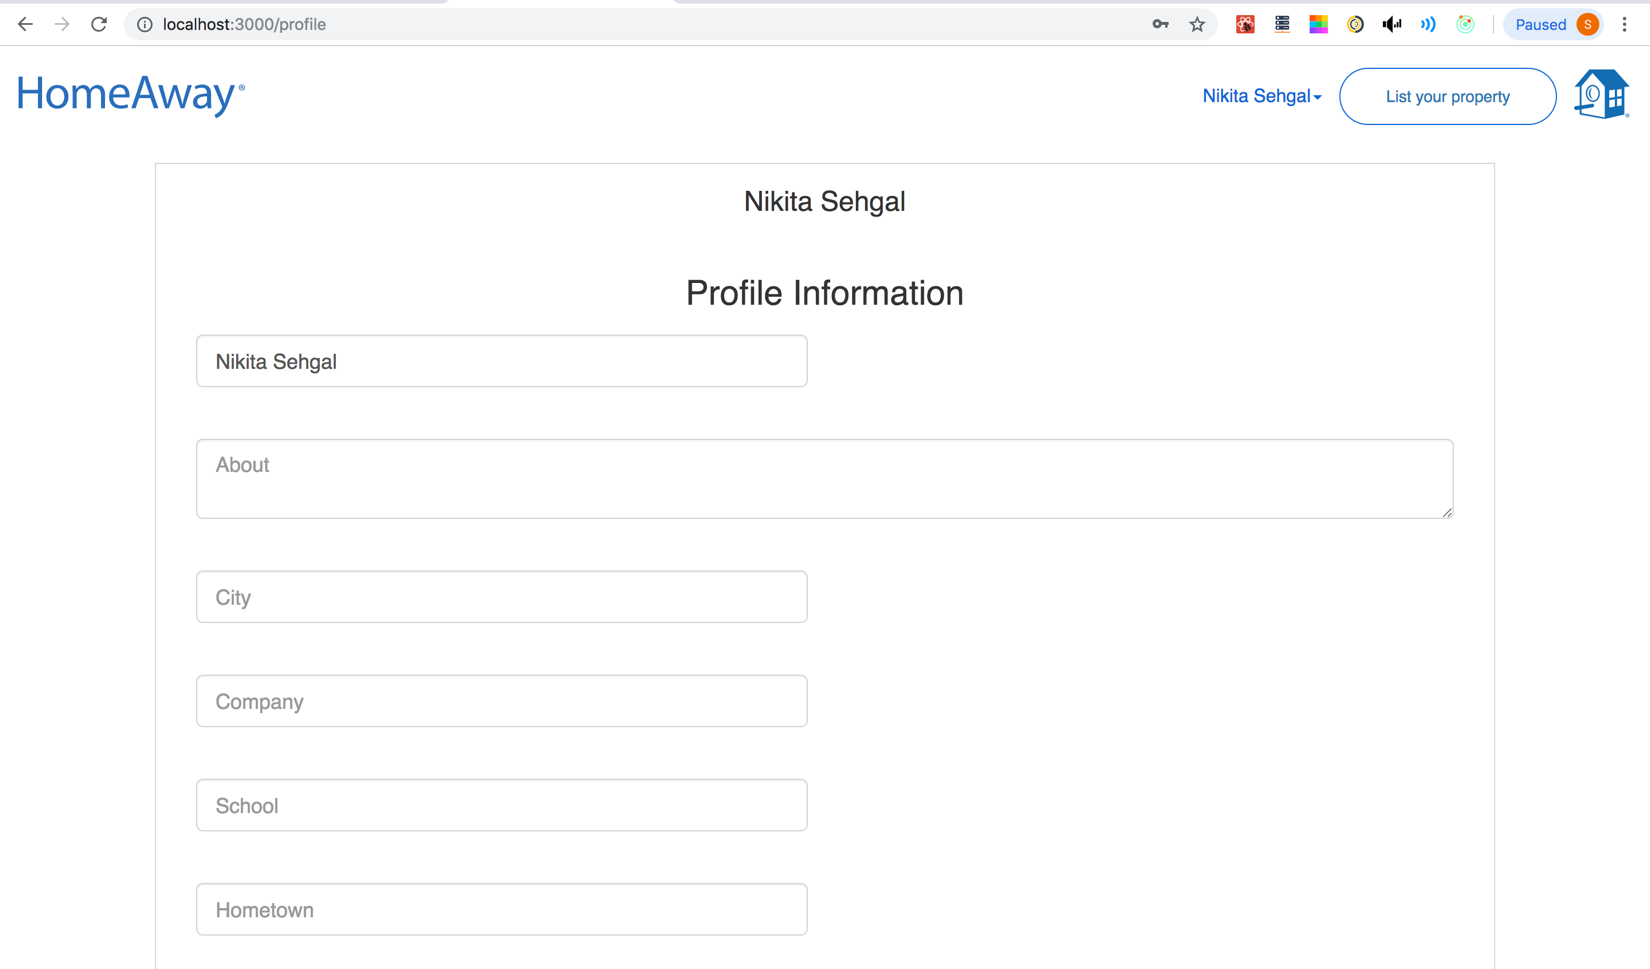 localhost:3000/profile
Paused S
HomeAway®
Nikita Sehgal
List your property
Nikita Sehgal
Profile Information
Nikita Sehgal
About
City
Company
School
Hometown